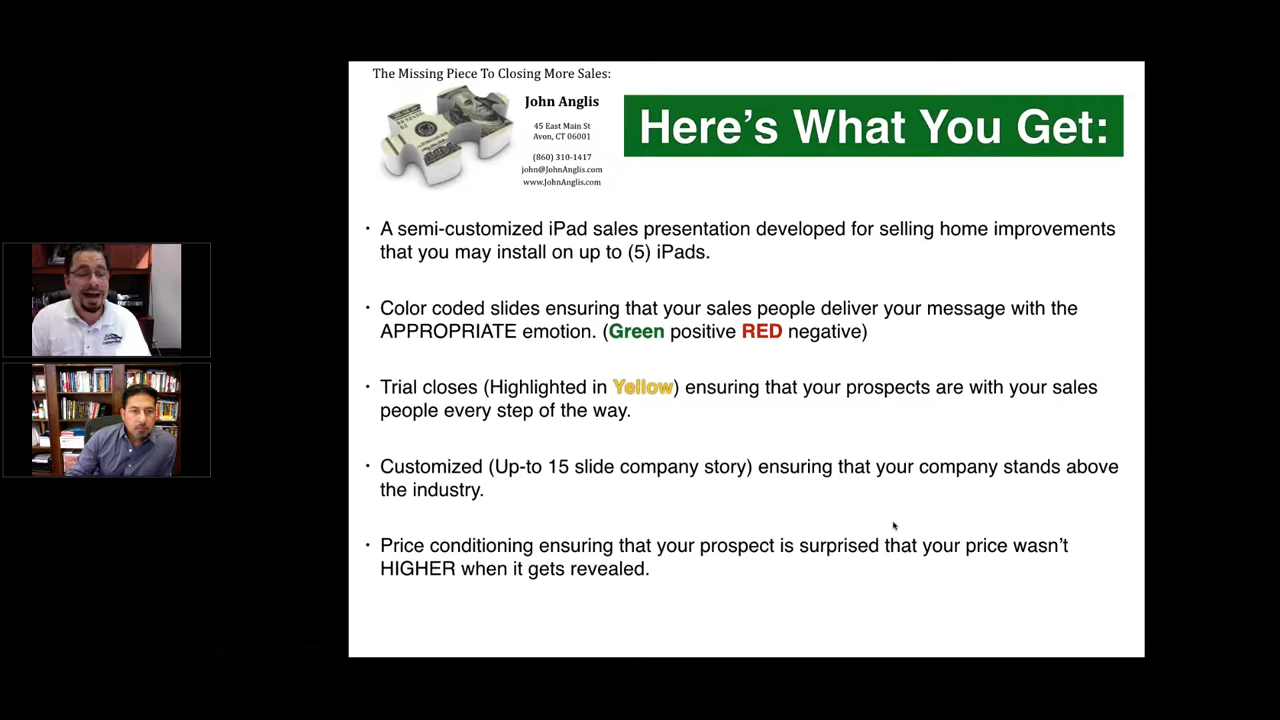 The Missing Piece To Closing More Sales:
John Anglis
45 East Main St
Avon, CT 06001
(860) 310-1417
john@JohnAnglis.com
www.JohnAnglis.com
Here's What You Get:
· A semi-customized iPad sales presentation developed for selling home improvements
that you may install on up to (5) iPads.
· Color coded slides ensuring that your sales people deliver your message with the
APPROPRIATE emotion. (Green positive RED negative)
· Trial closes (Highlighted in Yellow) ensuring that your prospects are with your sales
people every step of the way.
· Customized (Up-to 15 slide company story) ensuring that your company stands above
the industry.
· Price conditioning ensuring that your prospect is surprised that your price wasn't
HIGHER when it gets revealed.